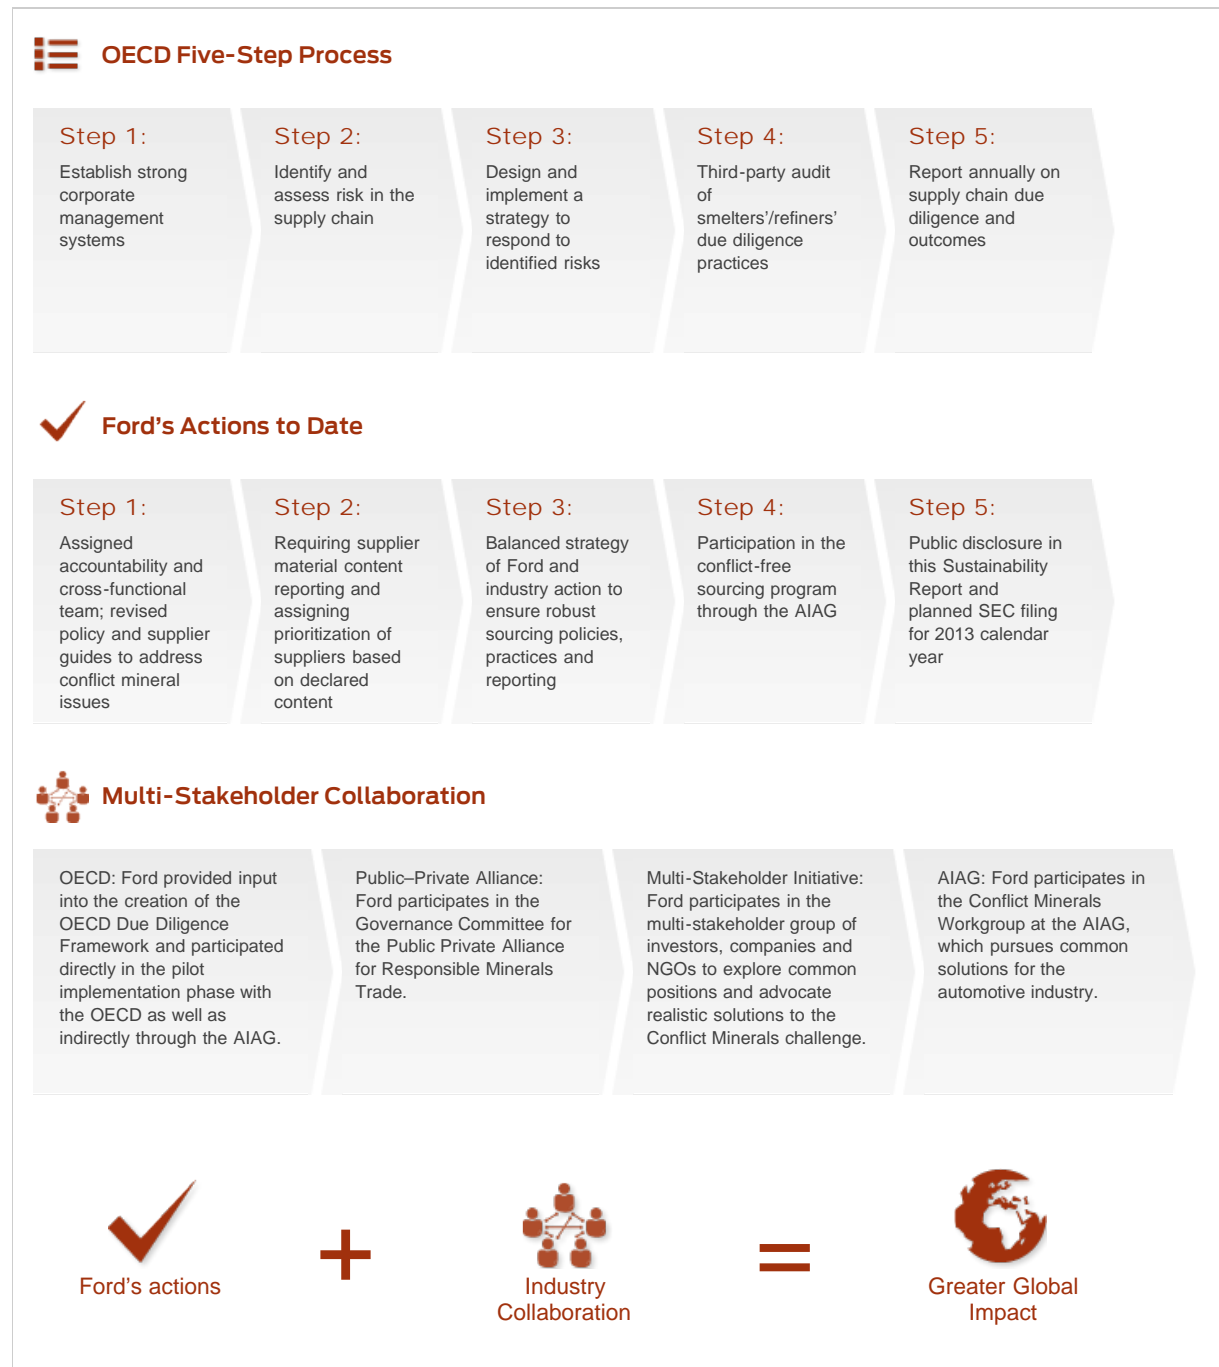 OECD Five-Step Process
Step 1:
Establish strong
corporate
management
systems
Step 2:
Identify and
assess risk in the
supply chain
Step 3:
Design and
implement a
strategy to
respond to
identified risks
Step 4:
Third-party audit
of
smelters'/refiners'
due diligence
practices
Step 5:
Report annually on
supply chain due
diligence and
outcomes
Ford's Actions to Date
Step 1:
Assigned
accountability and
cross-functional
team; revised
policy and supplier
guides to address
conflict mineral
issues
Step 2:
Requiring supplier
material content
reporting and
assigning
prioritization of
suppliers based
on declared
content
Step 3:
Balanced strategy
of Ford and
industry action to
ensure robust
sourcing policies,
practices and
reporting
Step 4:
Participation in the
conflict-free
sourcing program
through the AIAG
Step 5:
Public disclosure in
this Sustainability
Report and
planned SEC filing
for 2013 calendar
year
Multi-Stakeholder Collaboration
OECD: Ford provided input
into the creation of the
OECD Due Diligence
Framework and participated
directly in the pilot
implementation phase with
the OECD as well as
indirectly through the AIAG.
Public–Private Alliance:
Ford participates in the
Governance Committee for
the Public Private Alliance
for Responsible Minerals
Trade.
Multi-Stakeholder Initiative:
Ford participates in the
multi-stakeholder group of
investors, companies and
NGOs to explore common
positions and advocate
realistic solutions to the
Conflict Minerals challenge.
AIAG: Ford participates in
the Conflict Minerals
Workgroup at the AIAG,
which pursues common
solutions for the
automotive industry.
Ford's actions
+
Industry
Collaboration
=
Greater Global
Impact